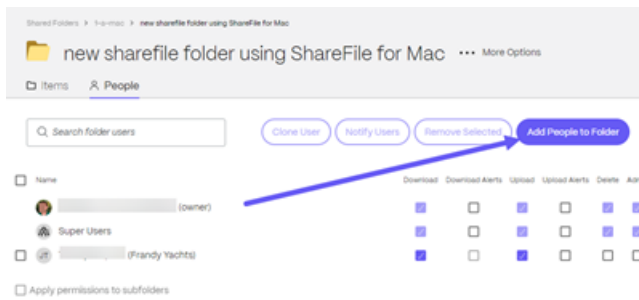 Shared Folders > t-a-mac > new sharefile folder using ShareFile for Mac
new sharefile folder using ShareFile for Mac ••• More Options
Items People
Search folder users Clone User Notify Users Remove Selected Add People to Folder
Name Download Download Alerts Upload Upload Alerts Delete
(owner)
Super Users
JT (Frandy Yachts)
Apply permissions to subfolders